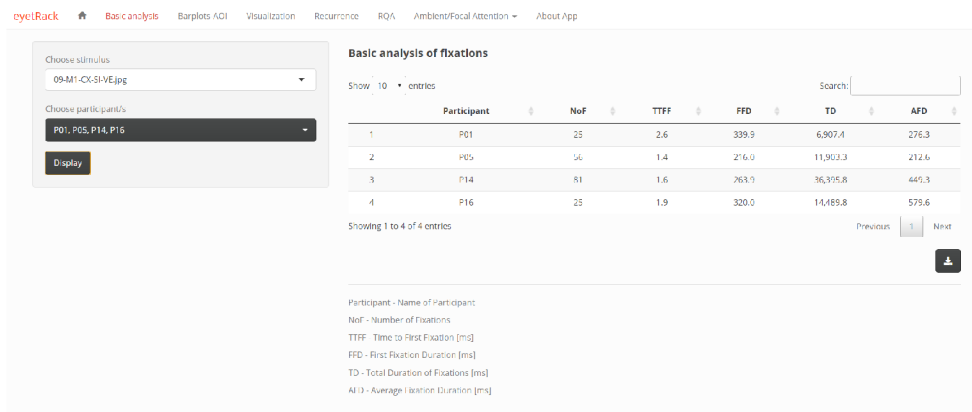 eyetRack Basic analysis Barplots AOI Visualization Recurrence RQA Ambient/Focal Attention About App
Choose stimulus
09-M1-CX-SI-VE.jpg
Choose participant/s
P01, P05, P14, P16
Display
Basic analysis of fixations
Show 10 entries Search:
Participant NoF TTFF FFD TD AFD
1 P01 25 2.6 339.9 6,907.4 276.3
2 P05 56 1.4 216.0 11,903.3 212.6
3 P14 81 1.6 263.9 36,395.8 449.3
4 P16 25 1.9 320.0 14,489.8 579.6
Showing 1 to 4 of 4 entries Previous 1 Next
Participant - Name of Participant
NoF - Number of Fixations
TTFF - Time to First Fixation [ms]
FFD - First Fixation Duration [ms]
TD - Total Duration of Fixations [ms]
AFD - Average Fixation Duration [ms]